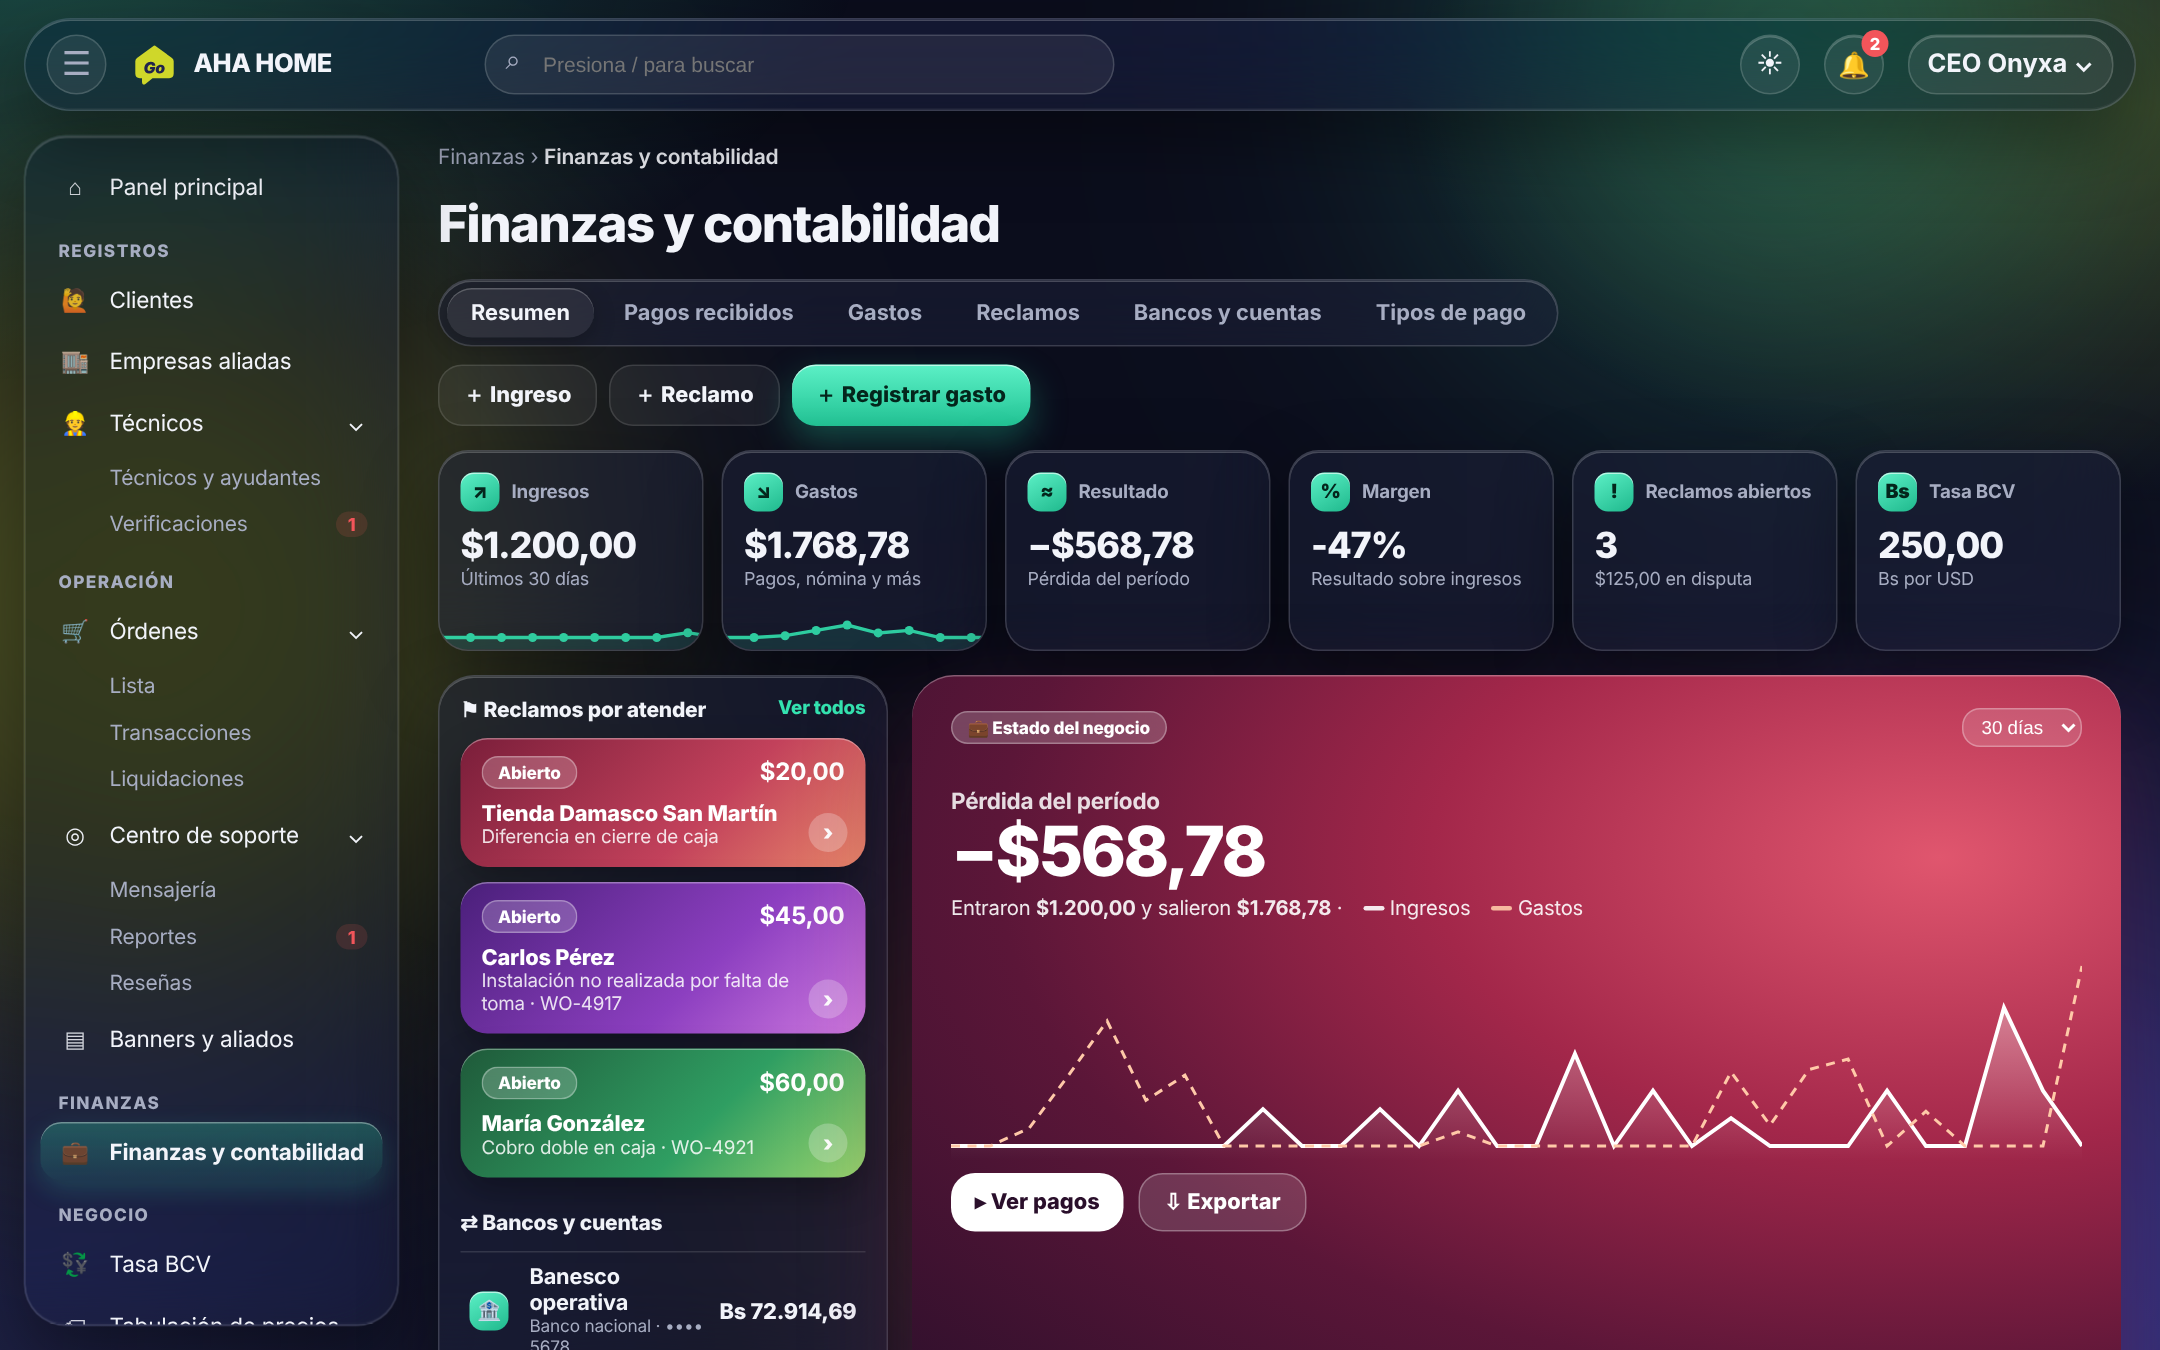 Go
AHA HOME
Presiona / para buscar
2
CEO Onyxa
Panel principal
REGISTROS
Clientes
Empresas aliadas
Técnicos
Técnicos y ayudantes
Verificaciones
1
OPERACIÓN
Órdenes
Lista
Transacciones
Liquidaciones
Centro de soporte
Mensajería
Reportes
1
Reseñas
Banners y aliados
FINANZAS
Finanzas y contabilidad
NEGOCIO
Tasa BCV
Tabulación de precios
Finanzas › Finanzas y contabilidad
Finanzas y contabilidad
Resumen
Pagos recibidos
Gastos
Reclamos
Bancos y cuentas
Tipos de pago
+ Ingreso
+ Reclamo
+ Registrar gasto
Ingresos
$1.200,00
Últimos 30 días
Gastos
$1.768,78
Pagos, nómina y más
≈ Resultado
−$568,78
Pérdida del período
% Margen
-47%
Resultado sobre ingresos
! Reclamos abiertos
3
$125,00 en disputa
Bs Tasa BCV
250,00
Bs por USD
Reclamos por atender
Ver todos
Abierto
$20,00
Tienda Damasco San Martín
Diferencia en cierre de caja
Abierto
$45,00
Carlos Pérez
Instalación no realizada por falta de
toma · WO-4917
Abierto
$60,00
María González
Cobro doble en caja · WO-4921
⇄ Bancos y cuentas
Banesco
operativa
Banco nacional · ••••
5678
Bs 72.914,69
Estado del negocio
30 días
Pérdida del período
−$568,78
Entraron $1.200,00 y salieron $1.768,78 ·
Ingresos
Gastos
▸ Ver pagos
⇩ Exportar